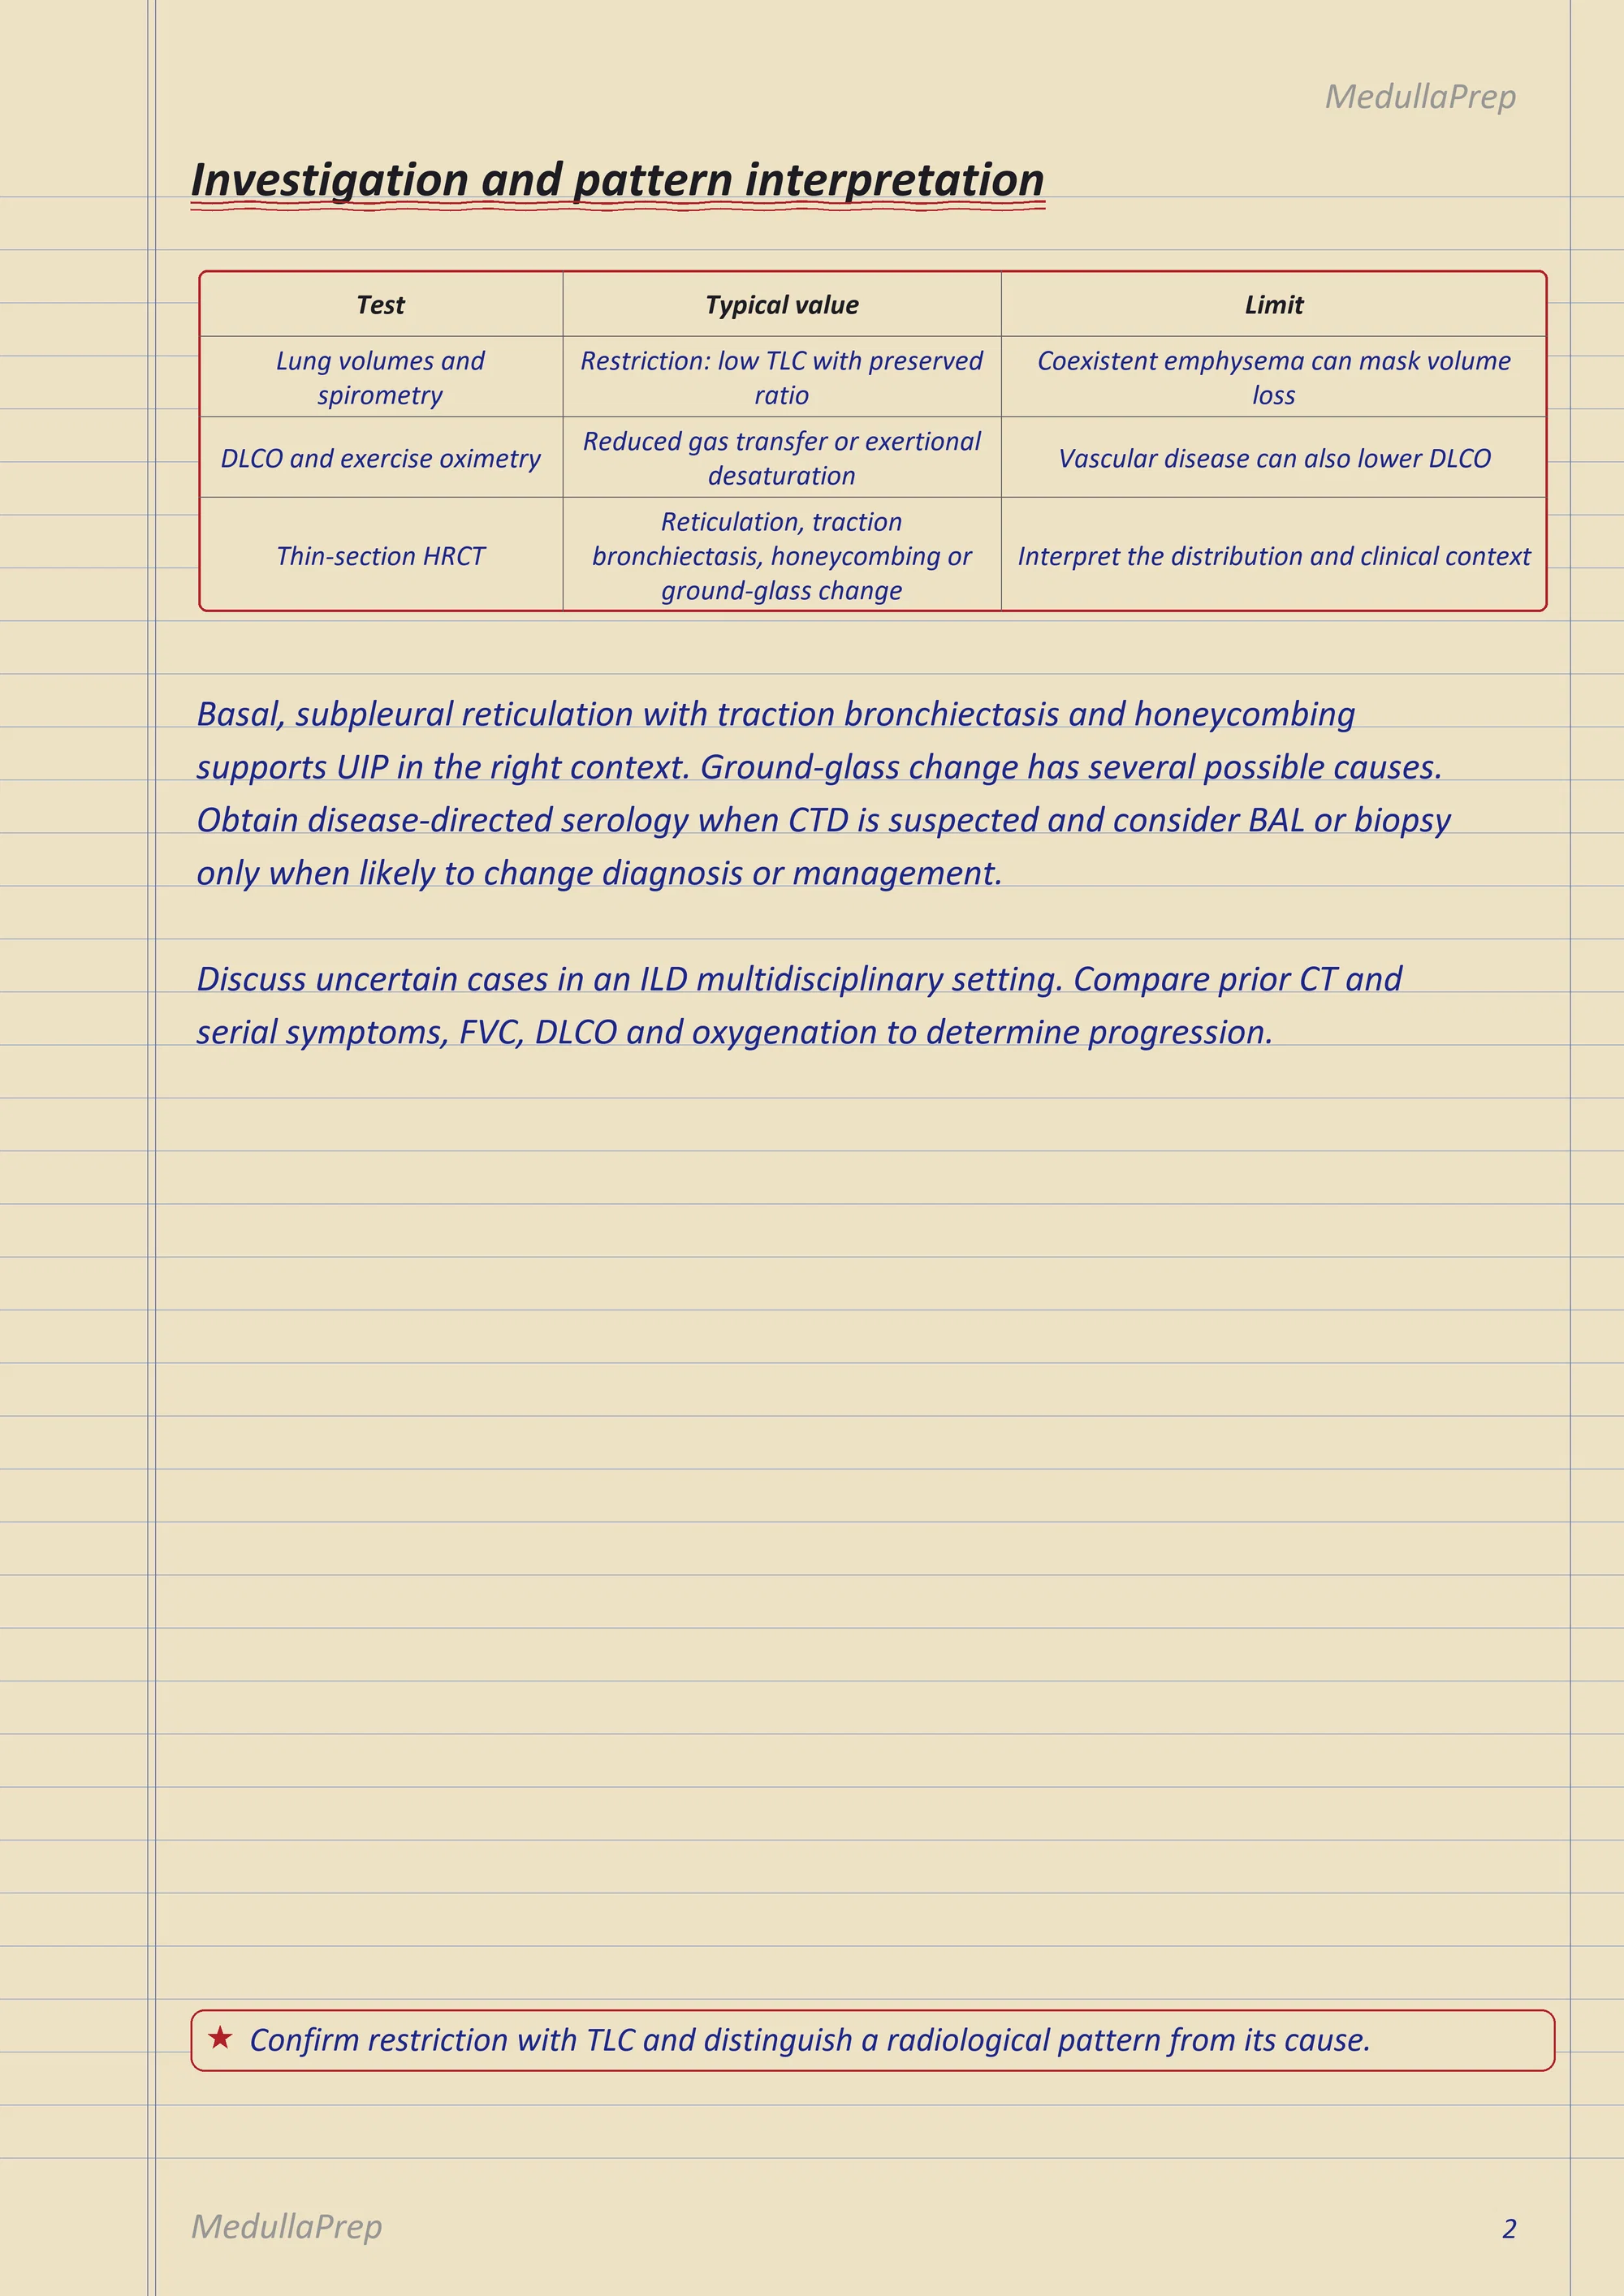 MedullaPrep
Investigation and pattern interpretation
Test
Typical value
Limit
Lung volumes and
spirometry
Restriction: low TLC with preserved
ratio
Coexistent emphysema can mask volume
loss
DLCO and exercise oximetry
Reduced gas transfer or exertional
desaturation
Vascular disease can also lower DLCO
Thin-section HRCT
Reticulation, traction
bronchiectasis, honeycombing or
ground-glass change
Interpret the distribution and clinical context
Basal, subpleural reticulation with traction bronchiectasis and honeycombing
supports UIP in the right context. Ground-glass change has several possible causes.
Obtain disease-directed serology when CTD is suspected and consider BAL or biopsy
only when likely to change diagnosis or management.
Discuss uncertain cases in an ILD multidisciplinary setting. Compare prior CT and
serial symptoms, FVC, DLCO and oxygenation to determine progression.
★ Confirm restriction with TLC and distinguish a radiological pattern from its cause.
MedullaPrep
2